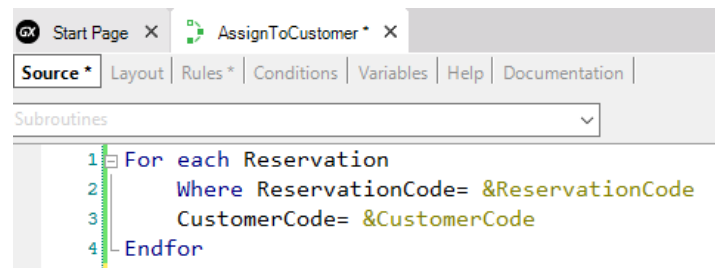 GX Start Page × AssignToCustomer * ×
Source * Layout Rules * Conditions Variables Help Documentation
Subroutines
1 For each Reservation
2 Where ReservationCode= &ReservationCode
3 CustomerCode= &CustomerCode
4 Endfor